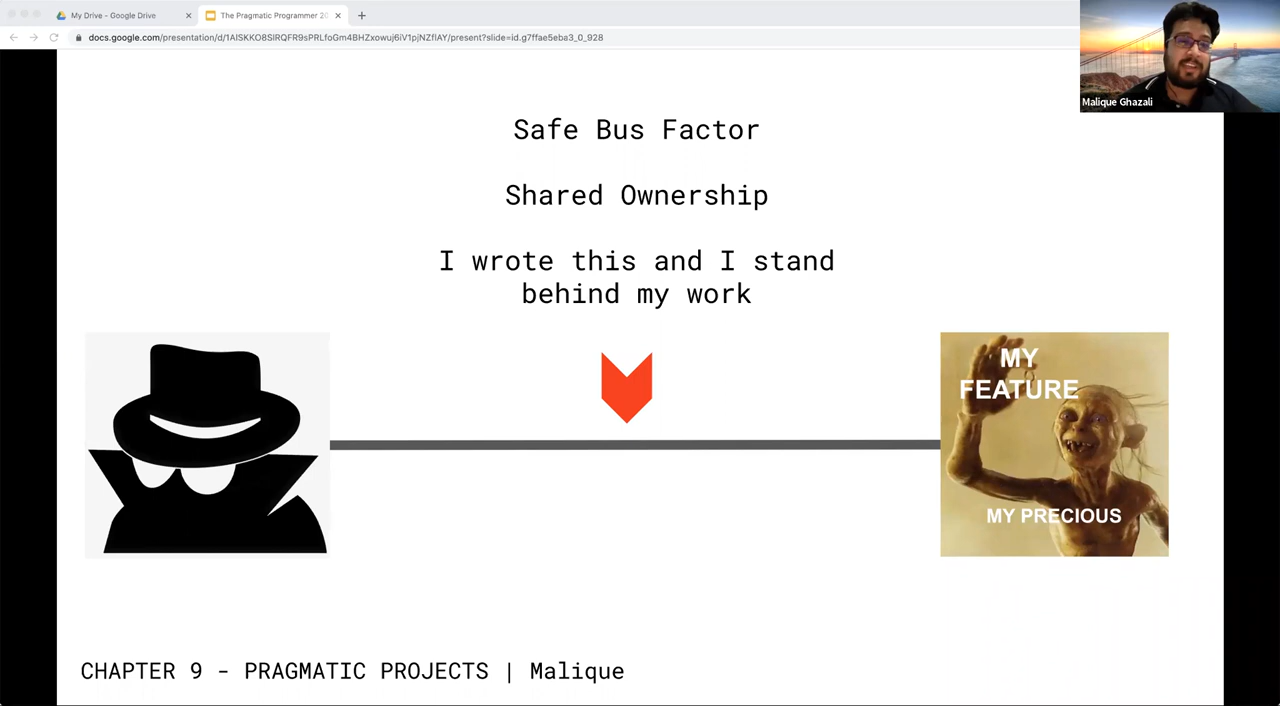 My Drive - Google Drive
The Pragmatic Programmer 20
docs.google.com/presentation/d/1AlSKKO8SlRQFR9sPRLfoGm4BHZxowuj6iV1pjNZflAY/present?slide=id.g7ffae5eba3_0_928
Malique Ghazali
Safe Bus Factor
Shared Ownership
I wrote this and I stand
behind my work
MY
FEATURE
MY PRECIOUS
CHAPTER 9 - PRAGMATIC PROJECTS | Malique